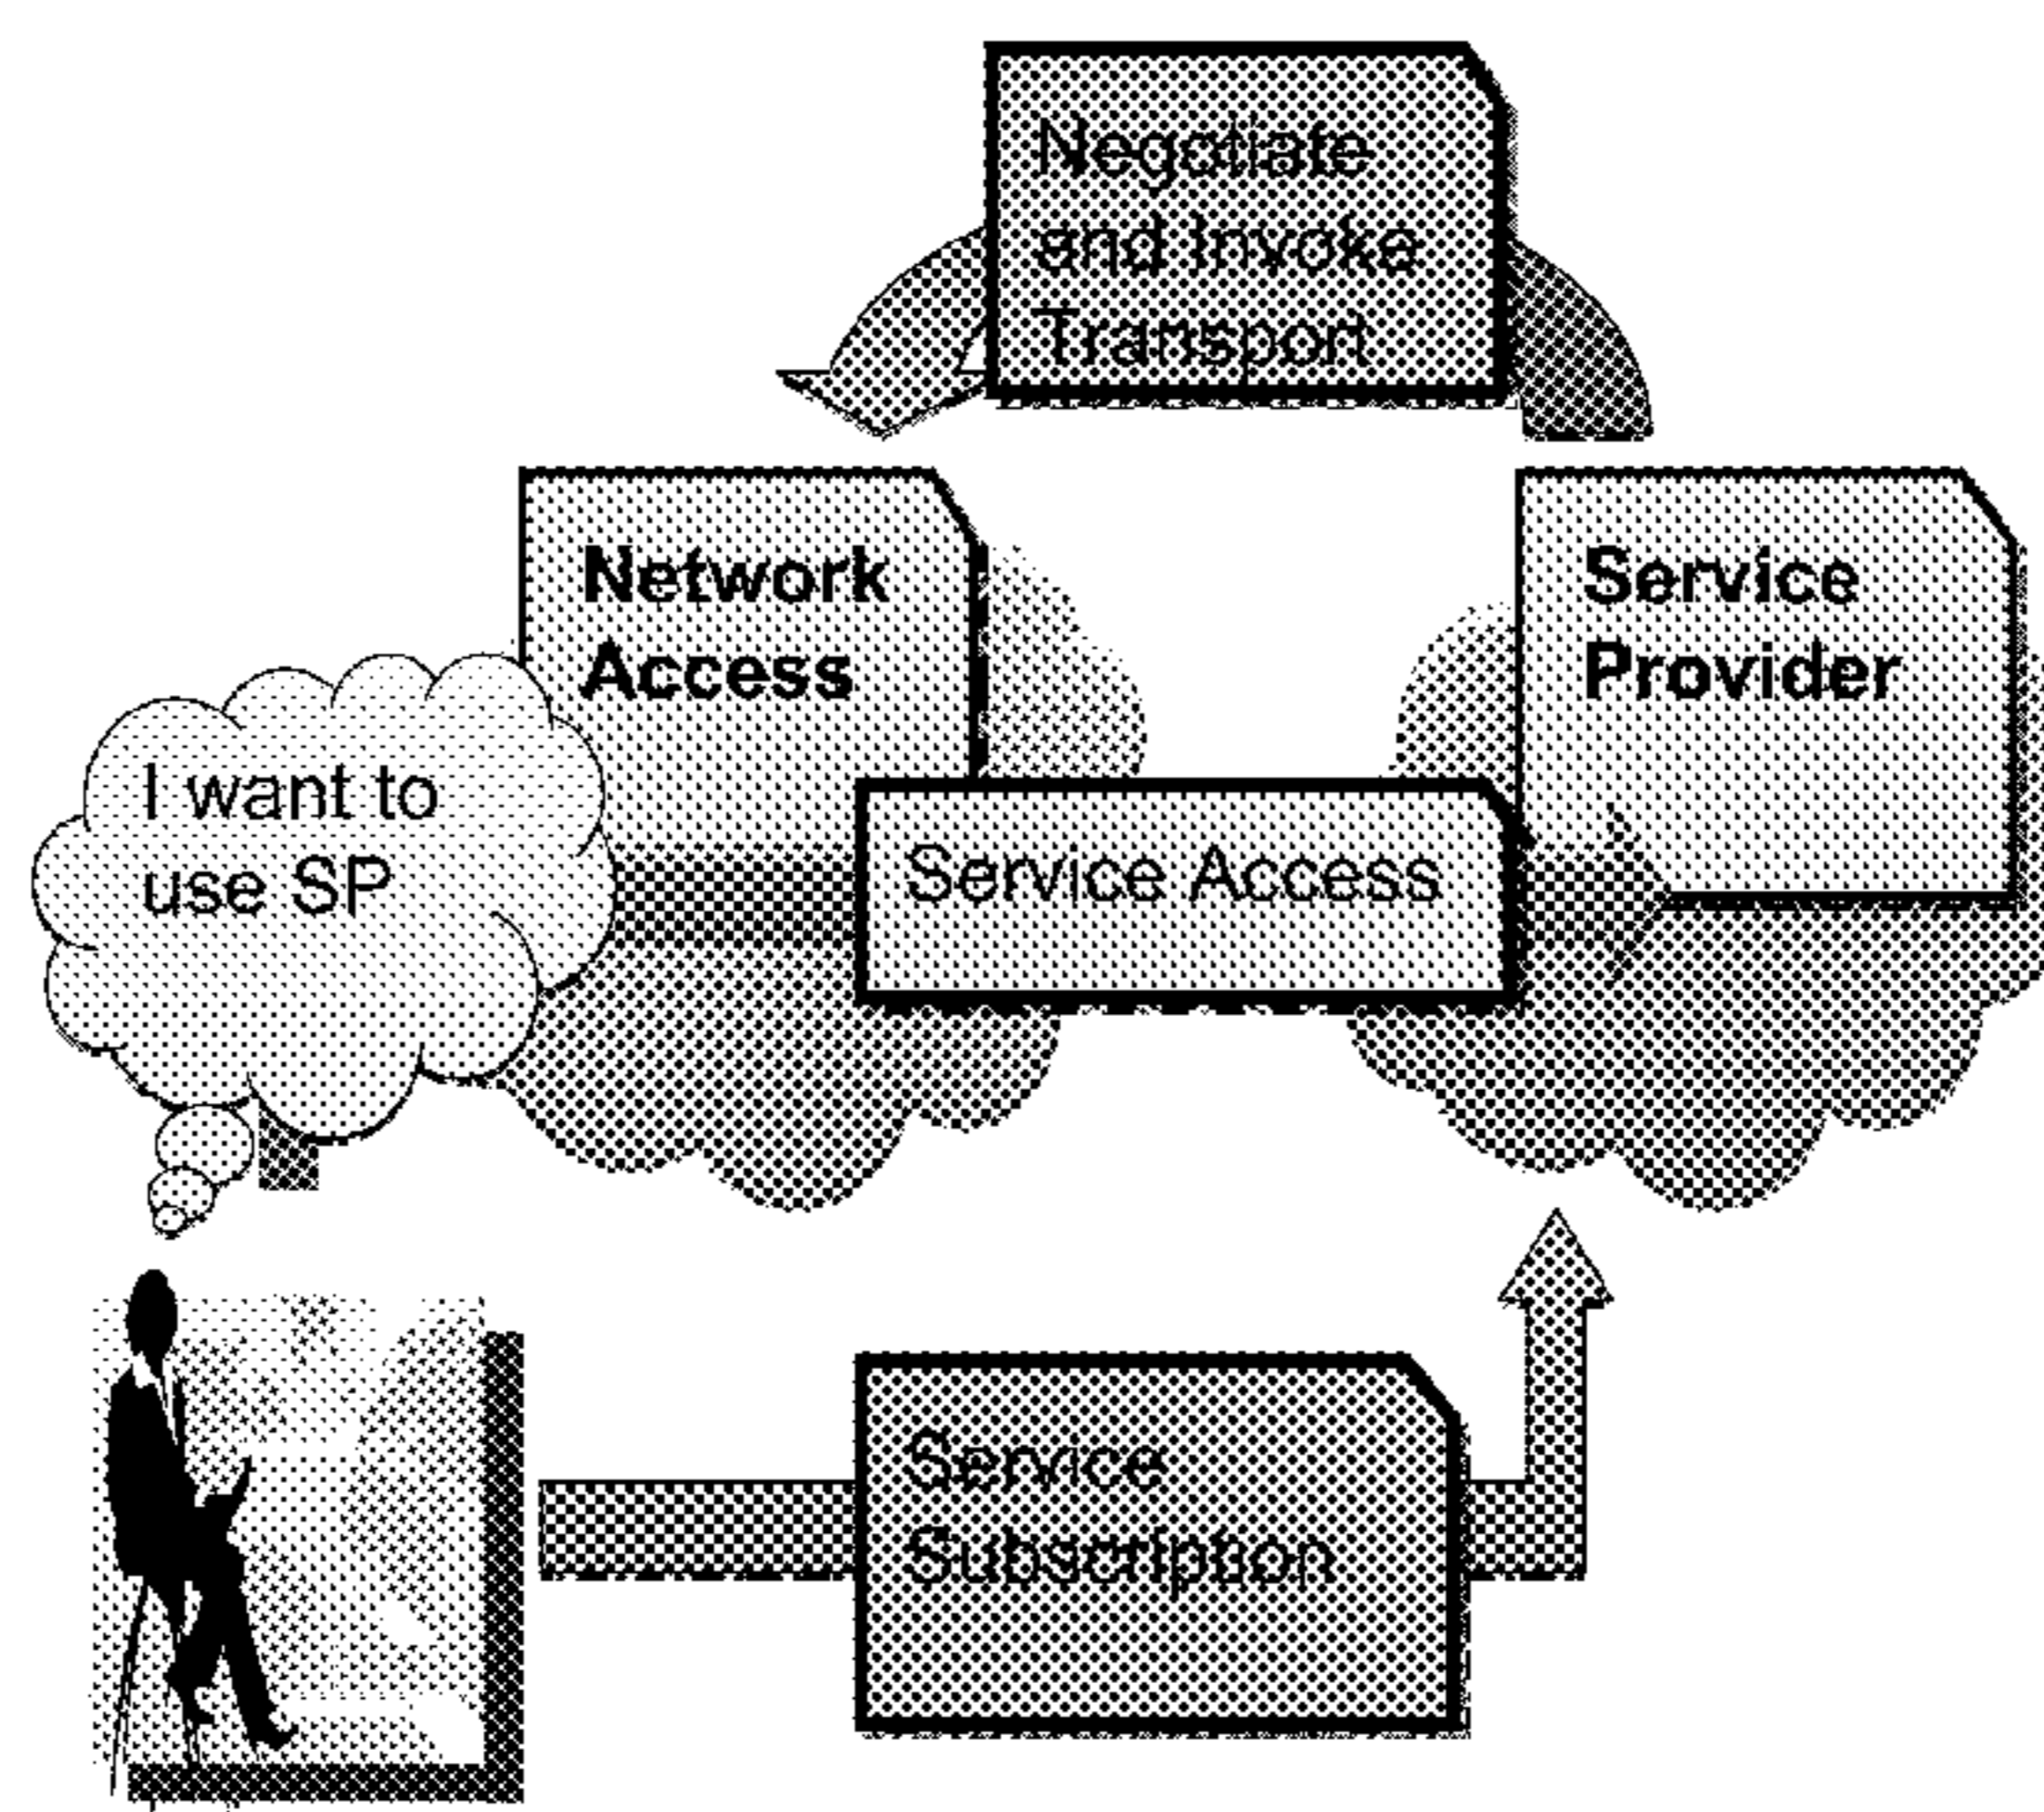 Negotiate
and Invoke
Transport
Network
Access
Service
Provider
I want to
use SP
Service Access
Service
Subscription